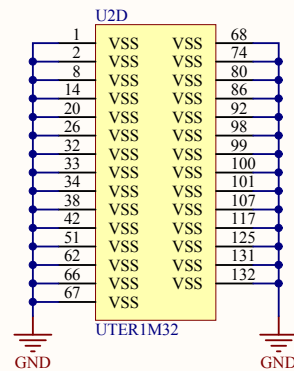 U2D
1 VSS VSS 68
2 VSS VSS 74
8 VSS VSS 80
14 VSS VSS 86
20 VSS VSS 92
26 VSS VSS 98
32 VSS VSS 99
33 VSS VSS 100
34 VSS VSS 101
38 VSS VSS 107
42 VSS VSS 117
51 VSS VSS 125
62 VSS VSS 131
66 VSS VSS 132
67 VSS
UTER1M32
GND GND